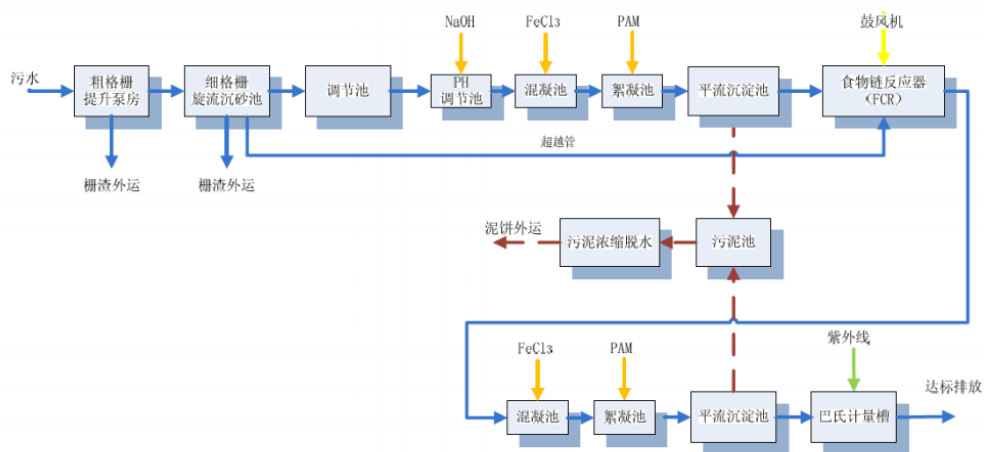 NaOH
FeCl₃
PAM
鼓风机
污水
粗格栅
提升泵房
细格栅
旋流沉砂池
调节池
PH
调节池
混凝池
絮凝池
平流沉淀池
食物链反应器
(FCR)
超越管
栅渣外运
栅渣外运
泥饼外运
污泥浓缩脱水
污泥池
FeCl₃
PAM
紫外线
混凝池
絮凝池
平流沉淀池
巴氏计量槽
达标排放